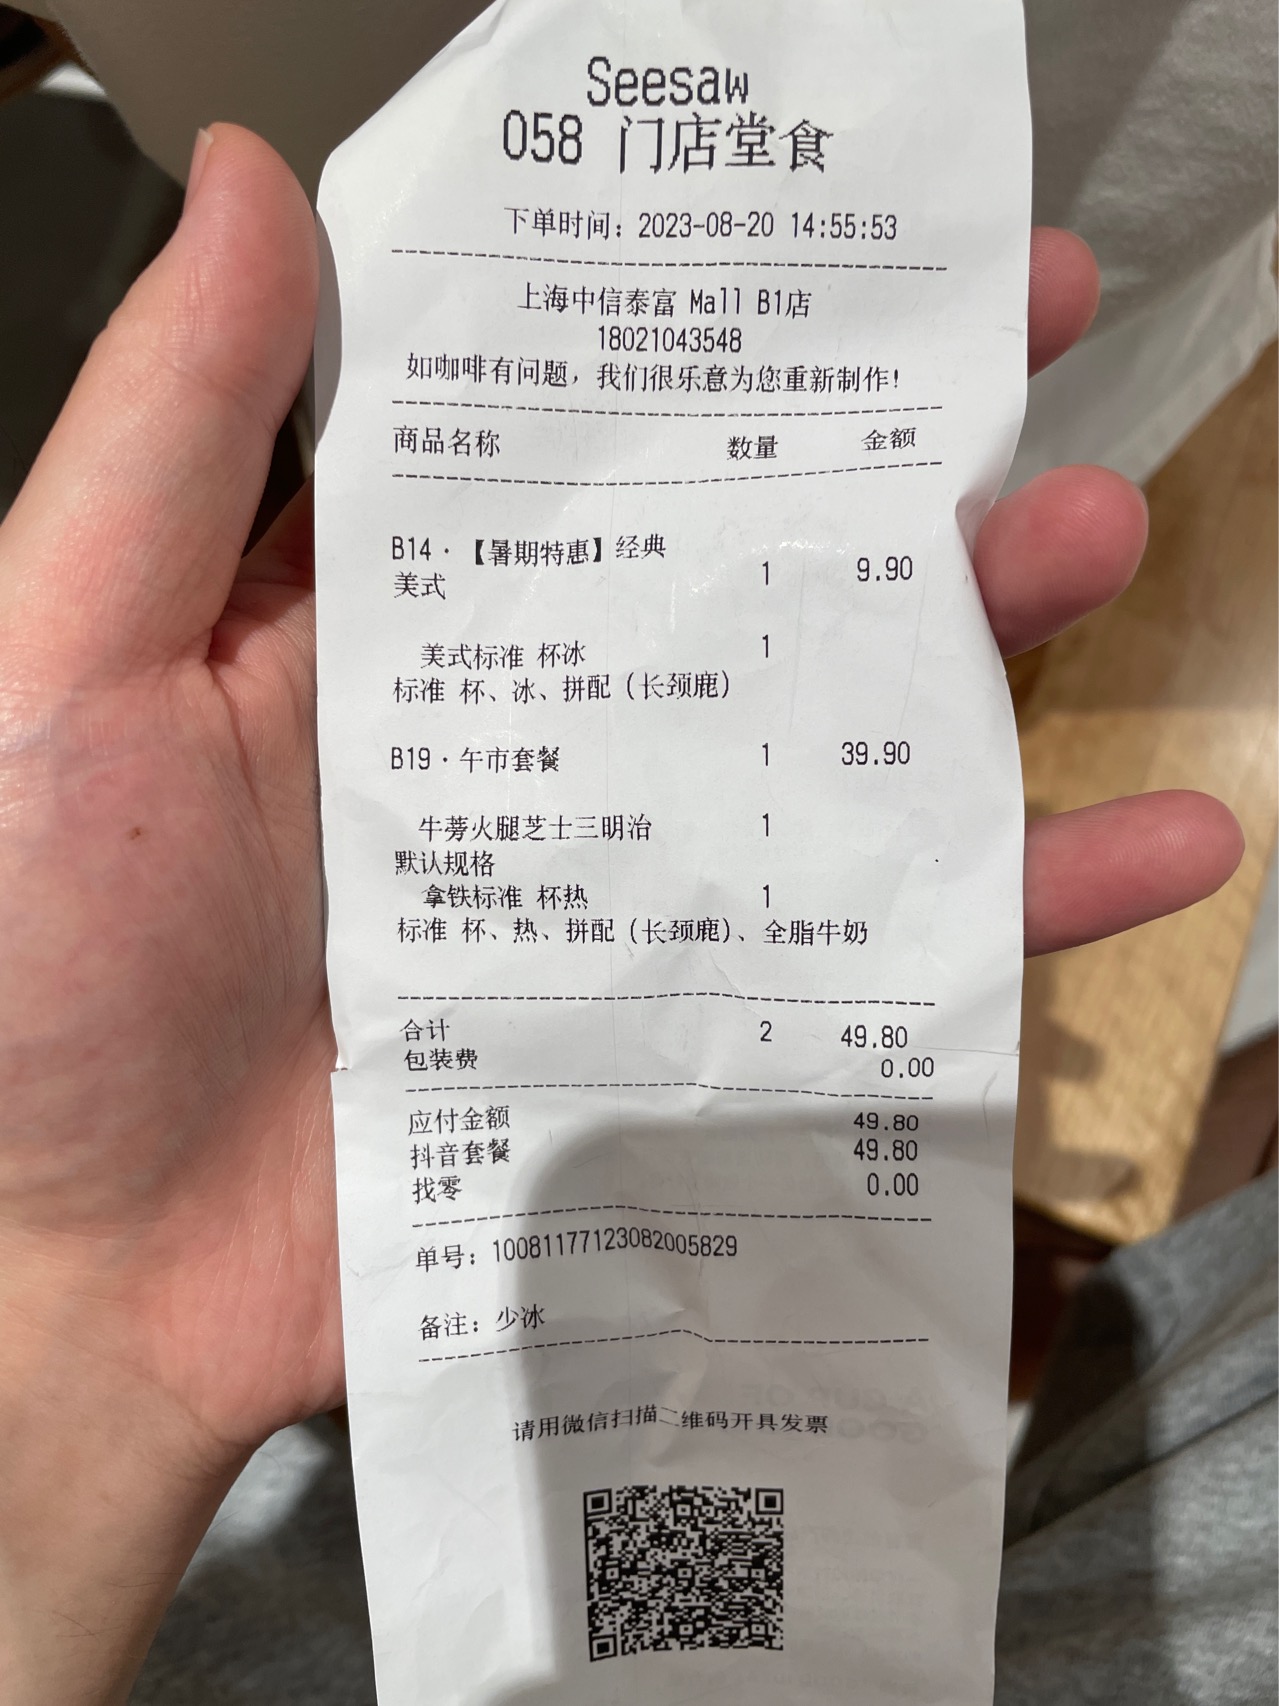 Seesaw
058 门店堂食
下单时间：2023-08-20 14:55:53
上海中信泰富 Mall B1店
18021043548
如咖啡有问题，我们很乐意为您重新制作！
商品名称 数量 金额
B14·【暑期特惠】经典
美式 1 9.90
美式标准 杯冰 1
标准 杯、冰、拼配（长颈鹿）
B19·午市套餐 1 39.90
牛蒡火腿芝士三明治 1
默认规格
拿铁标准 杯热 1
标准 杯、热、拼配（长颈鹿）、全脂牛奶
合计 2 49.80
包装费 0.00
应付金额 49.80
抖音套餐 49.80
找零 0.00
单号：10081177123082005829
备注：少冰
请用微信扫描二维码开具发票